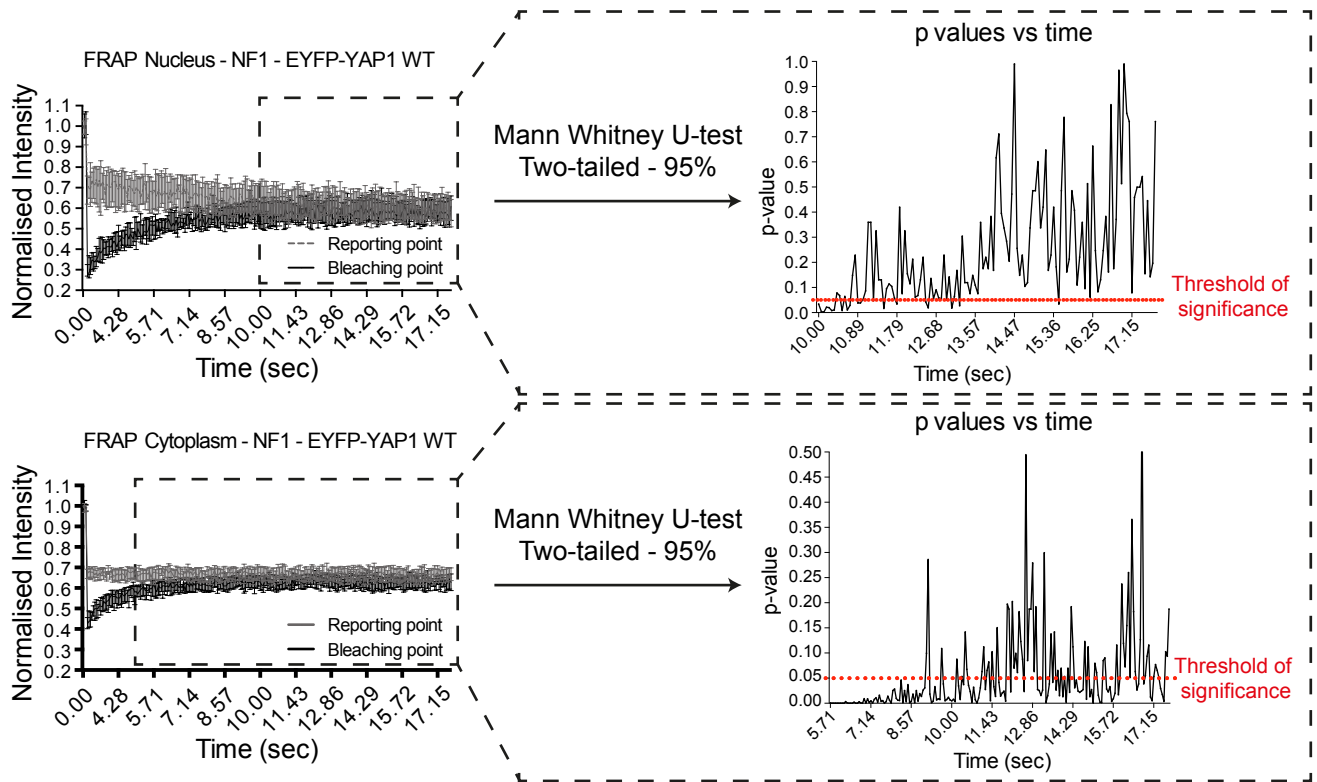 FRAP Nucleus - NF1 - EYFP-YAP1 WT
Normalised Intensity
1.1
1.0
0.9
0.8
0.7
0.6
0.5
0.4
0.3
0.2
Reporting point
Bleaching point
0.00 4.28 5.71 7.14 8.57 10.00 11.43 12.86 14.29 15.72 17.15
Time (sec)
Mann Whitney U-test
Two-tailed - 95%
p values vs time
p-value
1.0
0.9
0.8
0.7
0.6
0.5
0.4
0.3
0.2
0.1
0.0
Threshold of
significance
10.00 10.89 11.79 12.68 13.57 14.47 15.36 16.25 17.15
Time (sec)
FRAP Cytoplasm - NF1 - EYFP-YAP1 WT
Normalised Intensity
1.1
1.0
0.9
0.8
0.7
0.6
0.5
0.4
0.3
0.2
Reporting point
Bleaching point
0.00 4.28 5.71 7.14 8.57 10.00 11.43 12.86 14.29 15.72 17.15
Time (sec)
Mann Whitney U-test
Two-tailed - 95%
p values vs time
p-value
0.50
0.45
0.40
0.35
0.30
0.25
0.20
0.15
0.10
0.05
0.00
Threshold of
significance
5.71 7.14 8.57 10.00 11.43 12.86 14.29 15.72 17.15
Time (sec)